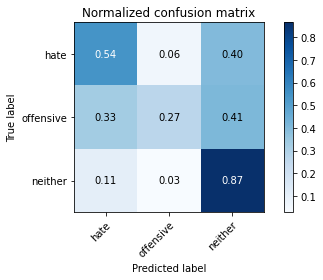 Normalized confusion matrix
True label
hate 0.54 0.06 0.40
offensive 0.33 0.27 0.41
neither 0.11 0.03 0.87
hate offensive neither
Predicted label
0.8
0.7
0.6
0.5
0.4
0.3
0.2
0.1